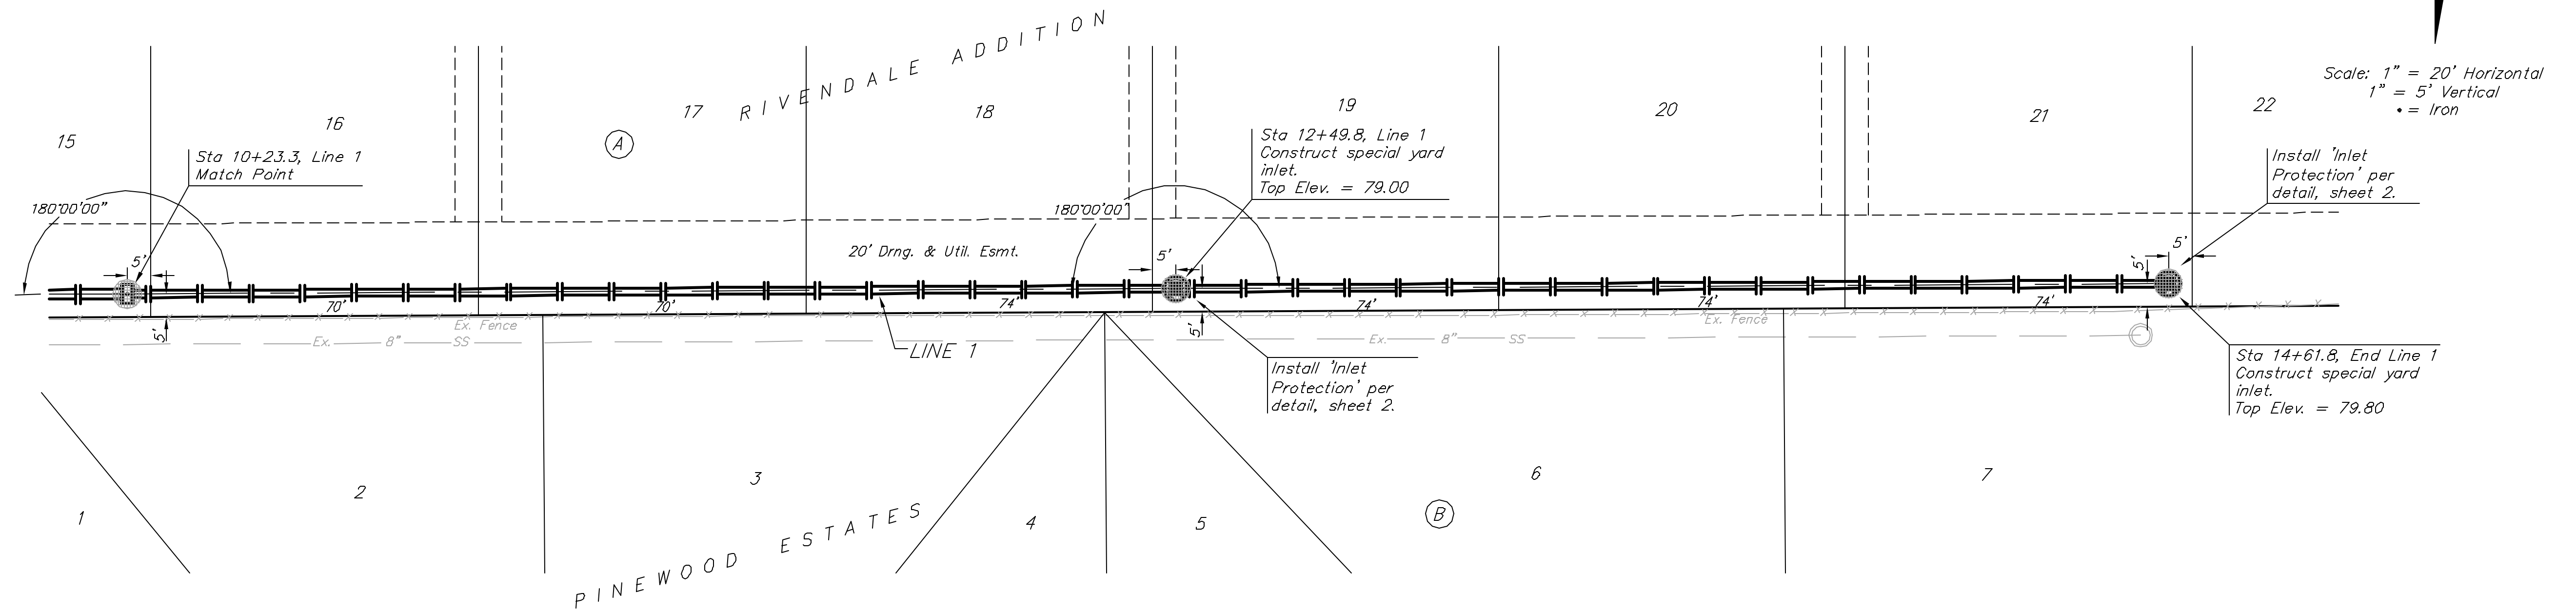 RIVENDALE ADDITION
Scale: 1" = 20' Horizontal
1" = 5' Vertical
= Iron
15
16
17
18
19
20
21
22
A
Sta 10+23.3, Line 1
Match Point
Sta 12+49.8, Line 1
Construct special yard
inlet.
Top Elev. = 79.00
Install 'Inlet
Protection' per
detail, sheet 2.
180°00'00"
180°00'00"
20' Drng. & Util. Esmt.
5'
5'
5'
5'
5'
5'
70'
70'
74'
74'
74'
74'
Ex. Fence
Ex. Fence
Ex. 8" SS
Ex. 8" SS
LINE 1
Install 'Inlet
Protection' per
detail, sheet 2.
Sta 14+61.8, End Line 1
Construct special yard
inlet.
Top Elev. = 79.80
1
2
3
4
5
6
7
B
PINEWOOD ESTATES